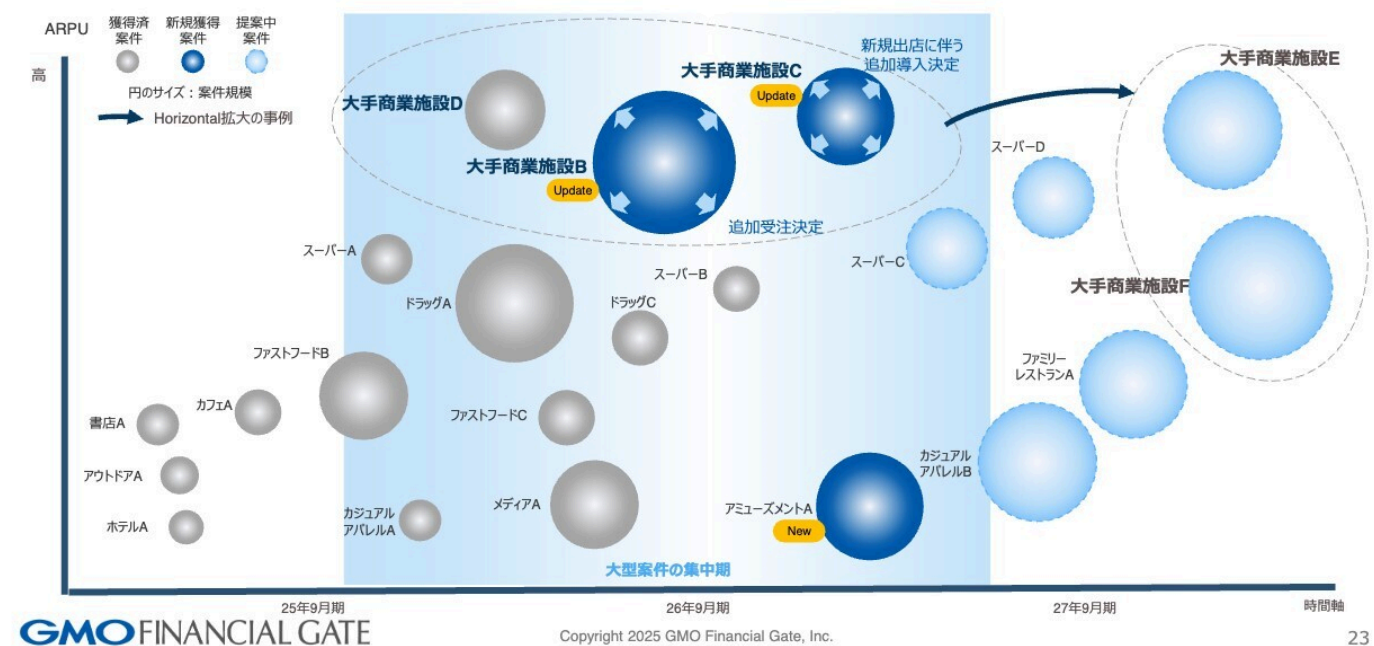 ARPU
獲得済
案件
新規獲得
案件
提案中
案件
高
円のサイズ：案件規模
Horizontal拡大の事例
大手商業施設D
大手商業施設B
Update
大手商業施設C
Update
新規出店に伴う
追加導入決定
追加受注決定
大手商業施設E
大手商業施設F
スーパーD
スーパーC
スーパーA
ドラッグA
スーパーB
ドラッグC
ファストフードB
カフェA
書店A
アウトドアA
ホテルA
ファストフードC
メディアA
カジュアル
アパレルA
アミューズメントA
New
カジュアル
アパレルB
ファミリー
レストランA
大型案件の集中期
25年9月期
26年9月期
27年9月期
時間軸
GMO FINANCIAL GATE
Copyright 2025 GMO Financial Gate, Inc.
23